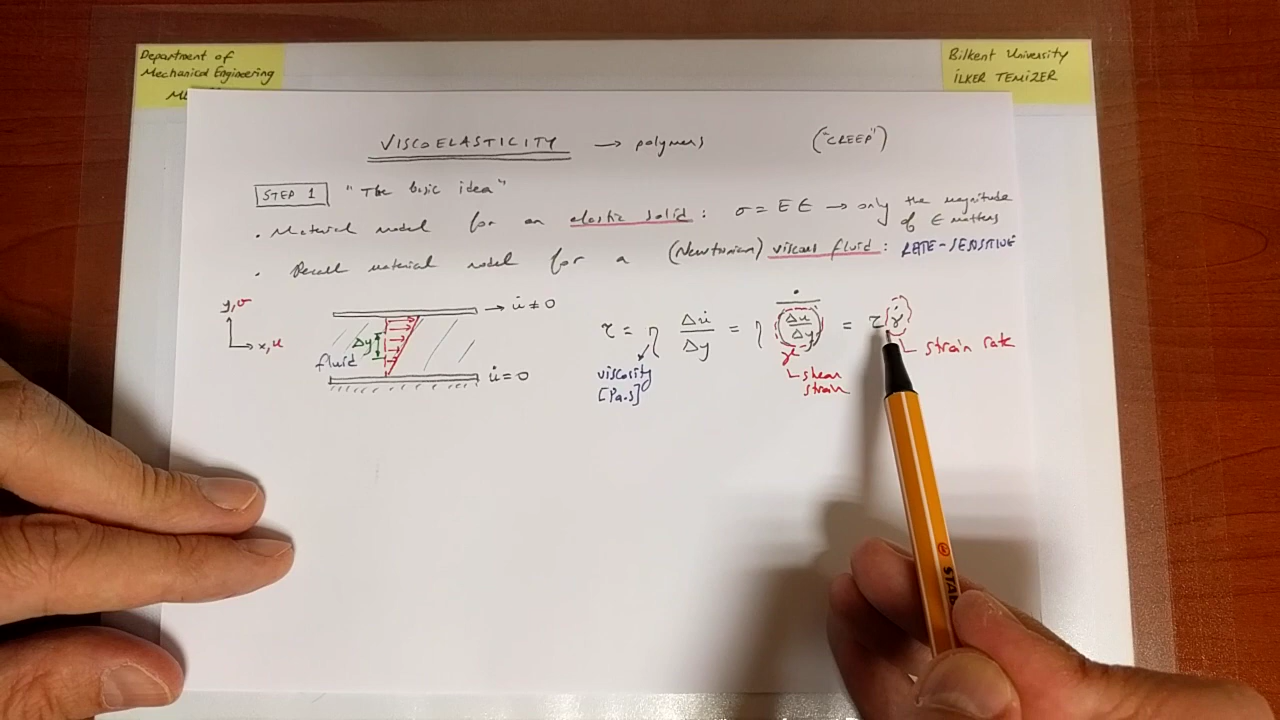 Department of
Mechanical Engineering
Bilkent University
İLKER TEMIZER
VISCOELASTICITY → polymers ("CREEP")
STEP 1 "The basic idea"
• Material model for an elastic solid : σ = E ϵ → only the magnitude
of ϵ matters
• Recall material model for a (Newtonian) viscous fluid : RATE-SENSITIVE
y,v
x,u
fluid
Δy
u̇ ≠ 0
u̇ = 0
τ = η Δu̇/Δy = η (Δu/Δy)˙ = τ γ̇
viscosity
[Pa.s]
γ
shear
strain
strain rate
STAB